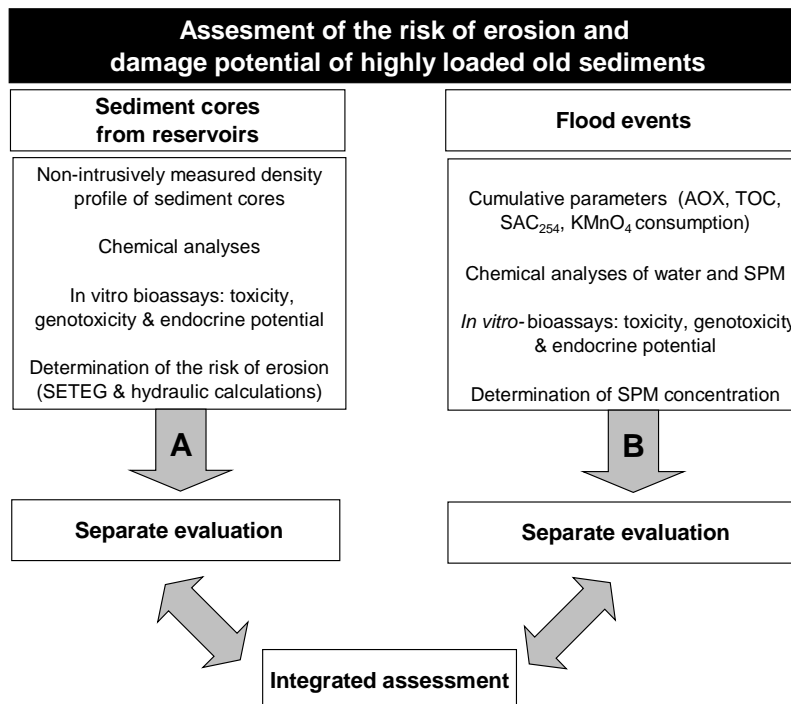 Assesment of the risk of erosion and
damage potential of highly loaded old sediments
Sediment cores
from reservoirs
Non-intrusively measured density
profile of sediment cores
Chemical analyses
In vitro bioassays: toxicity,
genotoxicity & endocrine potential
Determination of the risk of erosion
(SETEG & hydraulic calculations)
A
Separate evaluation
Flood events
Cumulative parameters (AOX, TOC,
SAC₂₅₄, KMnO₄ consumption)
Chemical analyses of water and SPM
In vitro- bioassays: toxicity, genotoxicity
& endocrine potential
Determination of SPM concentration
B
Separate evaluation
Integrated assessment